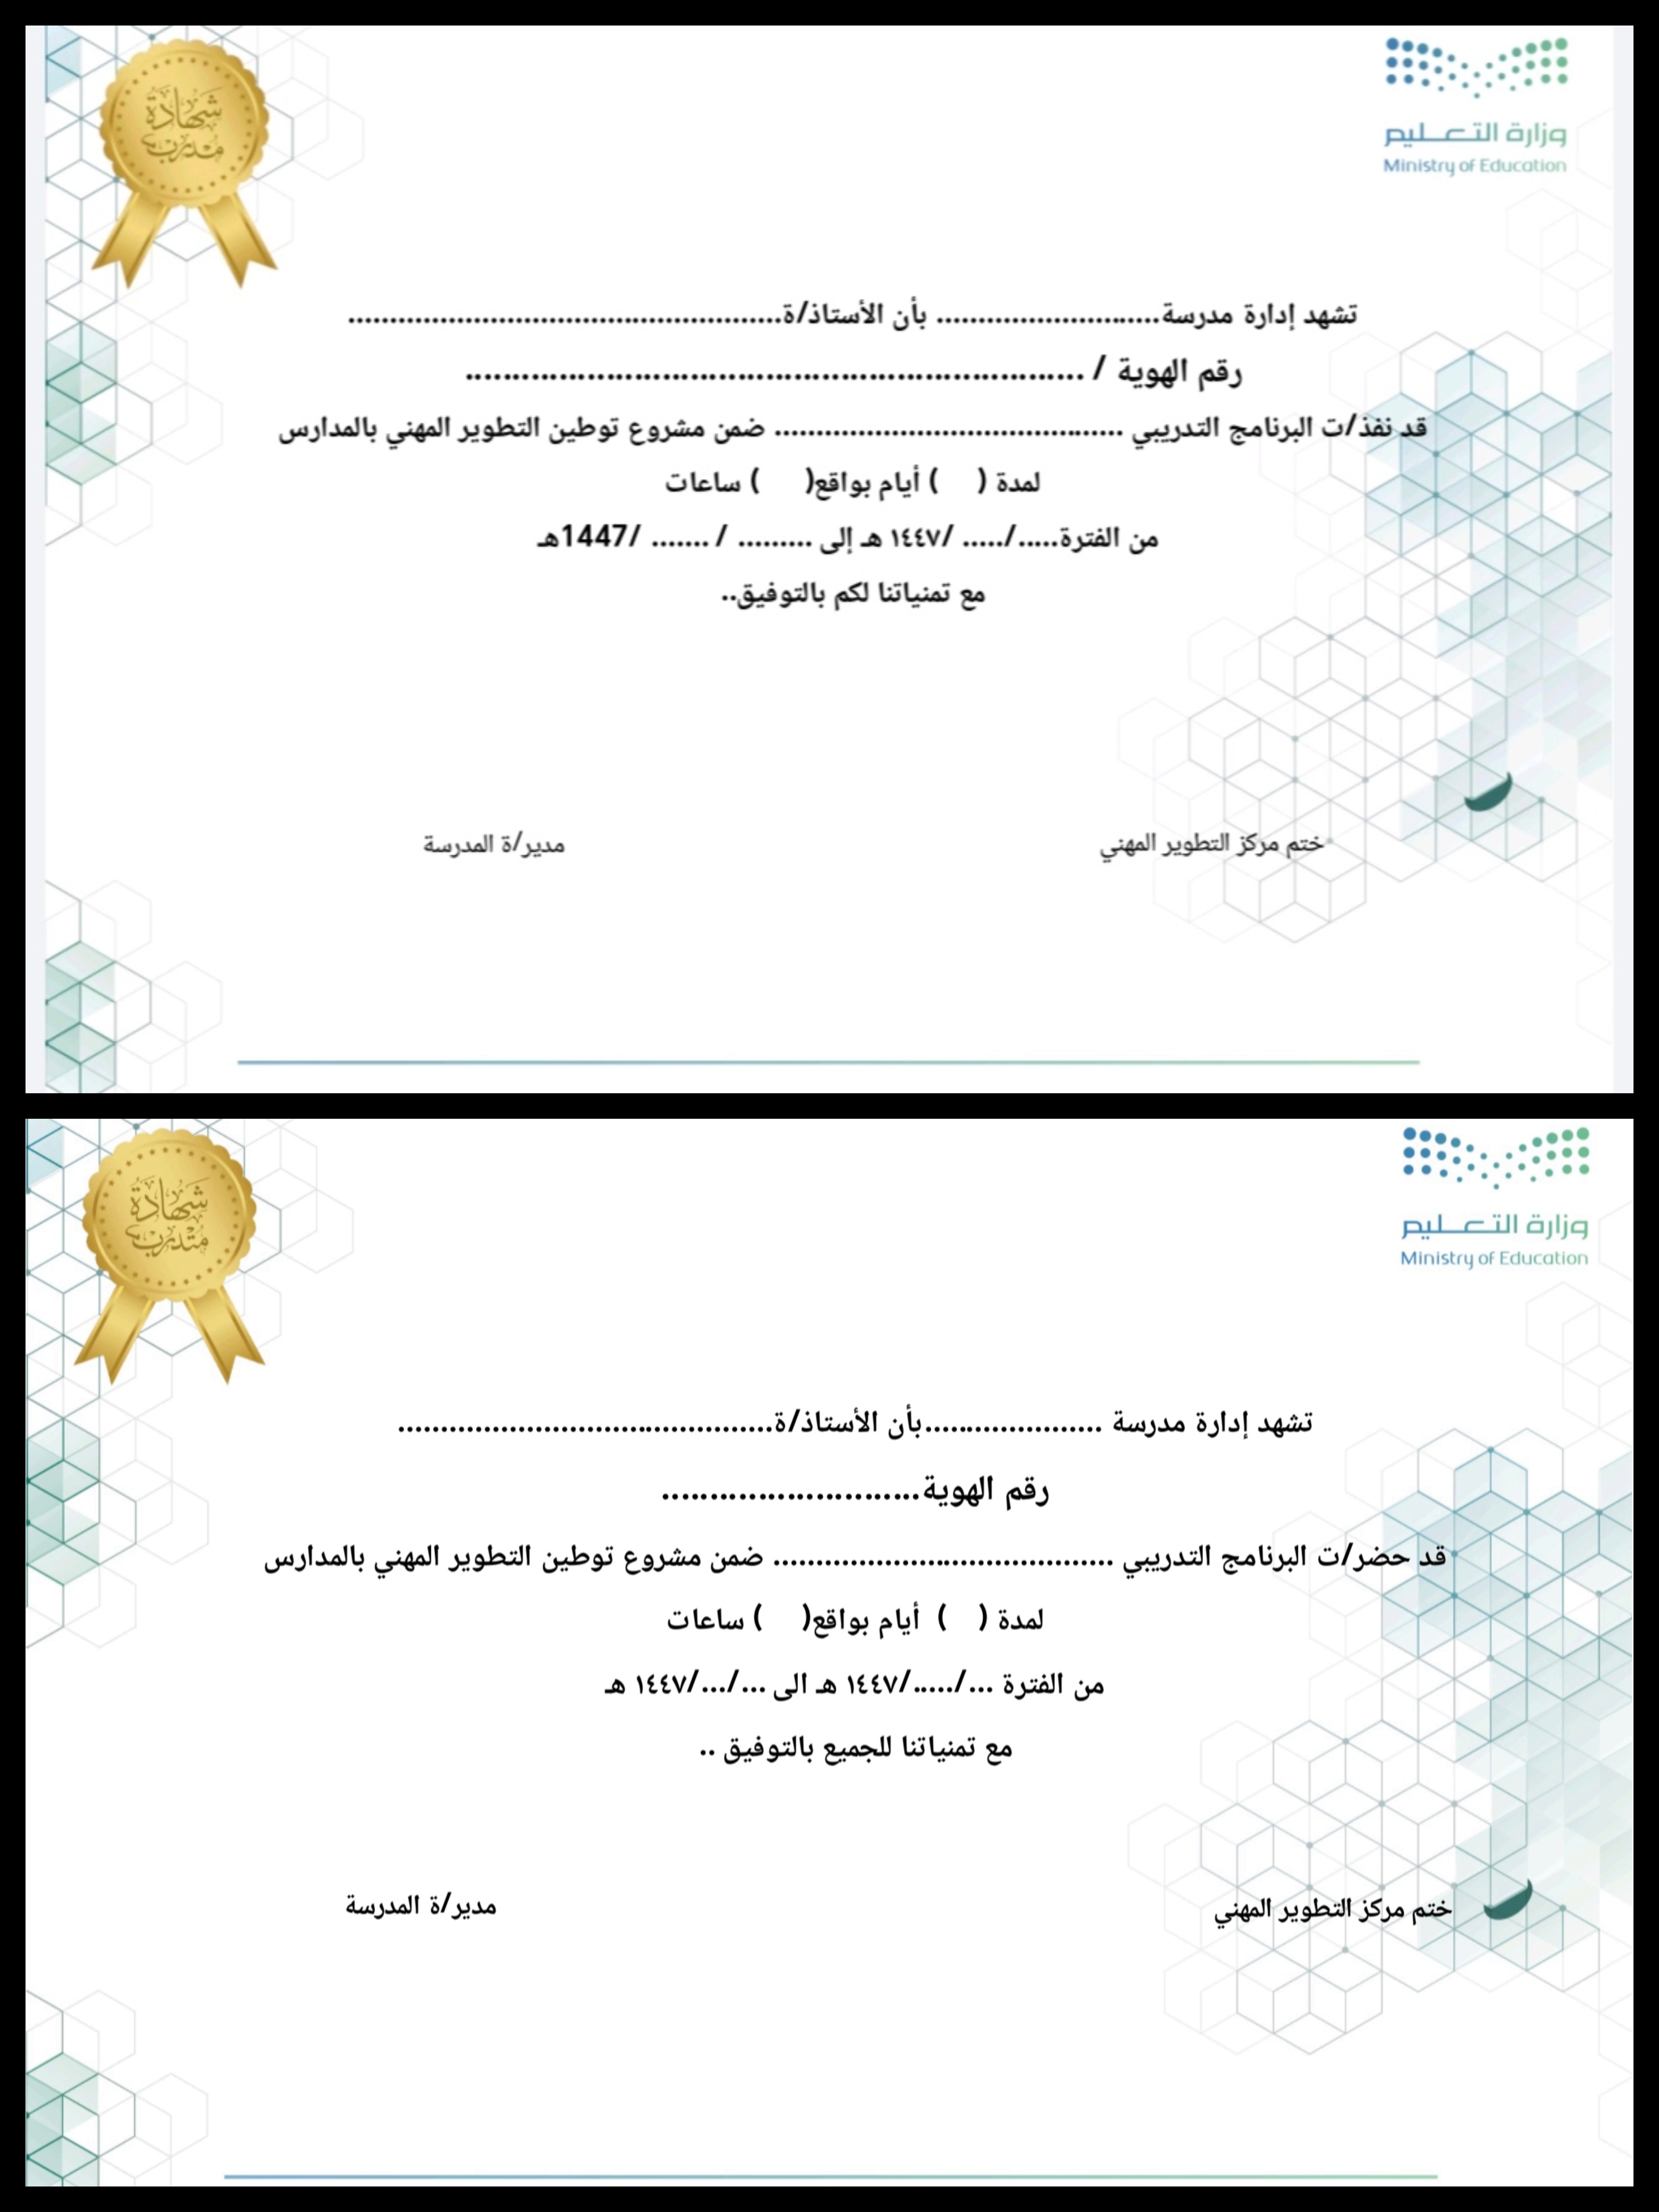 شهادة
مدرب
وزارة التعليم
Ministry of Education
تشهد إدارة مدرسة........................... بأن الأستاذ/ة....................................................
رقم الهوية / ..................................................................
قد نفذ/ت البرنامج التدريبي .......................................... ضمن مشروع توطين التطوير المهني بالمدارس
لمدة (     ) أيام بواقع(     ) ساعات
من الفترة...../..... /١٤٤٧ هـ إلى ......... / ....... /1447هـ
مع تمنياتنا لكم بالتوفيق..
ختم مركز التطوير المهني
مدير/ة المدرسة
شهادة
متدرب
وزارة التعليم
Ministry of Education
تشهد إدارة مدرسة .....................بأن الأستاذ/ة.............................................
رقم الهوية...........................
قد حضر/ت البرنامج التدريبي ......................................... ضمن مشروع توطين التطوير المهني بالمدارس
لمدة (     ) أيام بواقع(     ) ساعات
من الفترة .../...../١٤٤٧ هـ الى .../.../١٤٤٧ هـ
مع تمنياتنا للجميع بالتوفيق ..
ختم مركز التطوير المهني
مدير/ة المدرسة